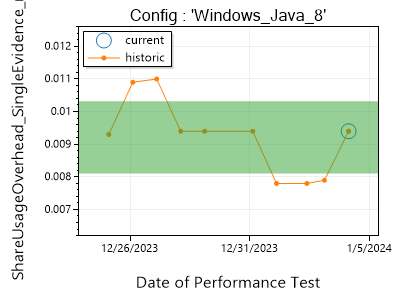 Config : 'Windows_Java_8'
current
historic
0.012
0.011
0.01
0.009
0.008
0.007
ShareUsageOverhead_SingleEvidence_
12/26/2023
12/31/2023
1/5/2024
Date of Performance Test